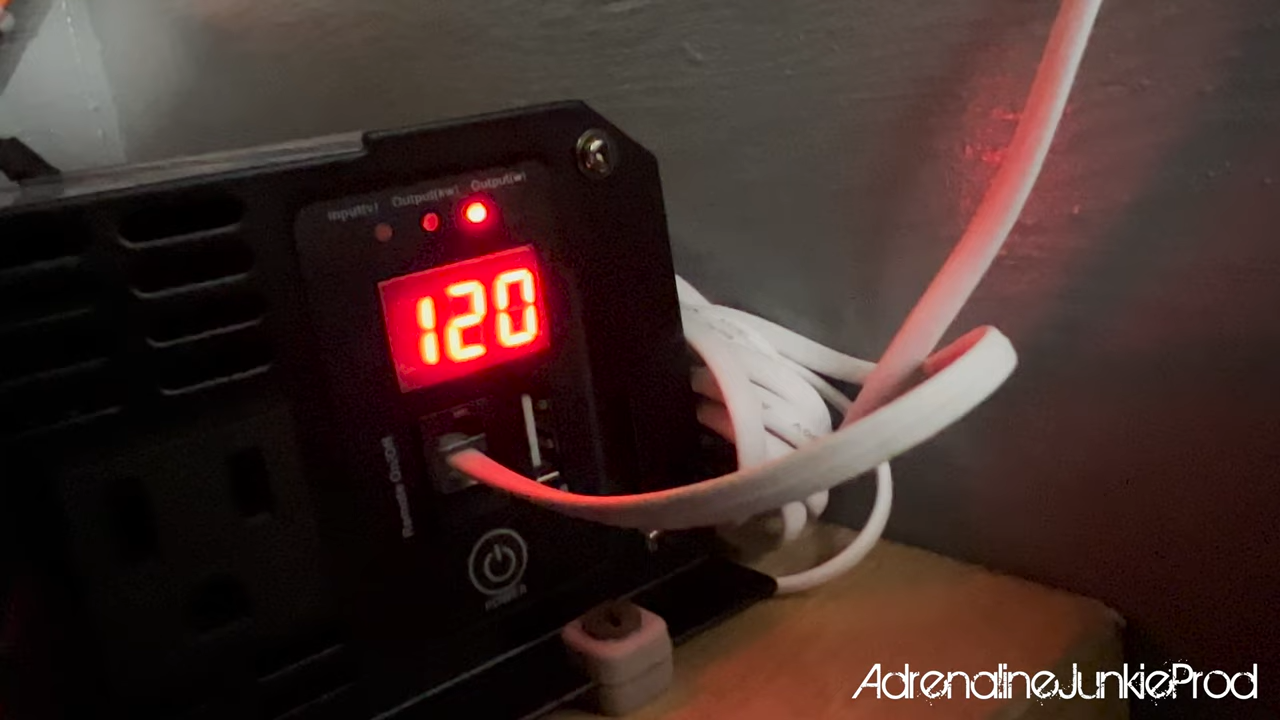 Input(v) Output(kw) Output(w)
120
Remote On/Off
POWER
AdrenalineJunkieProd